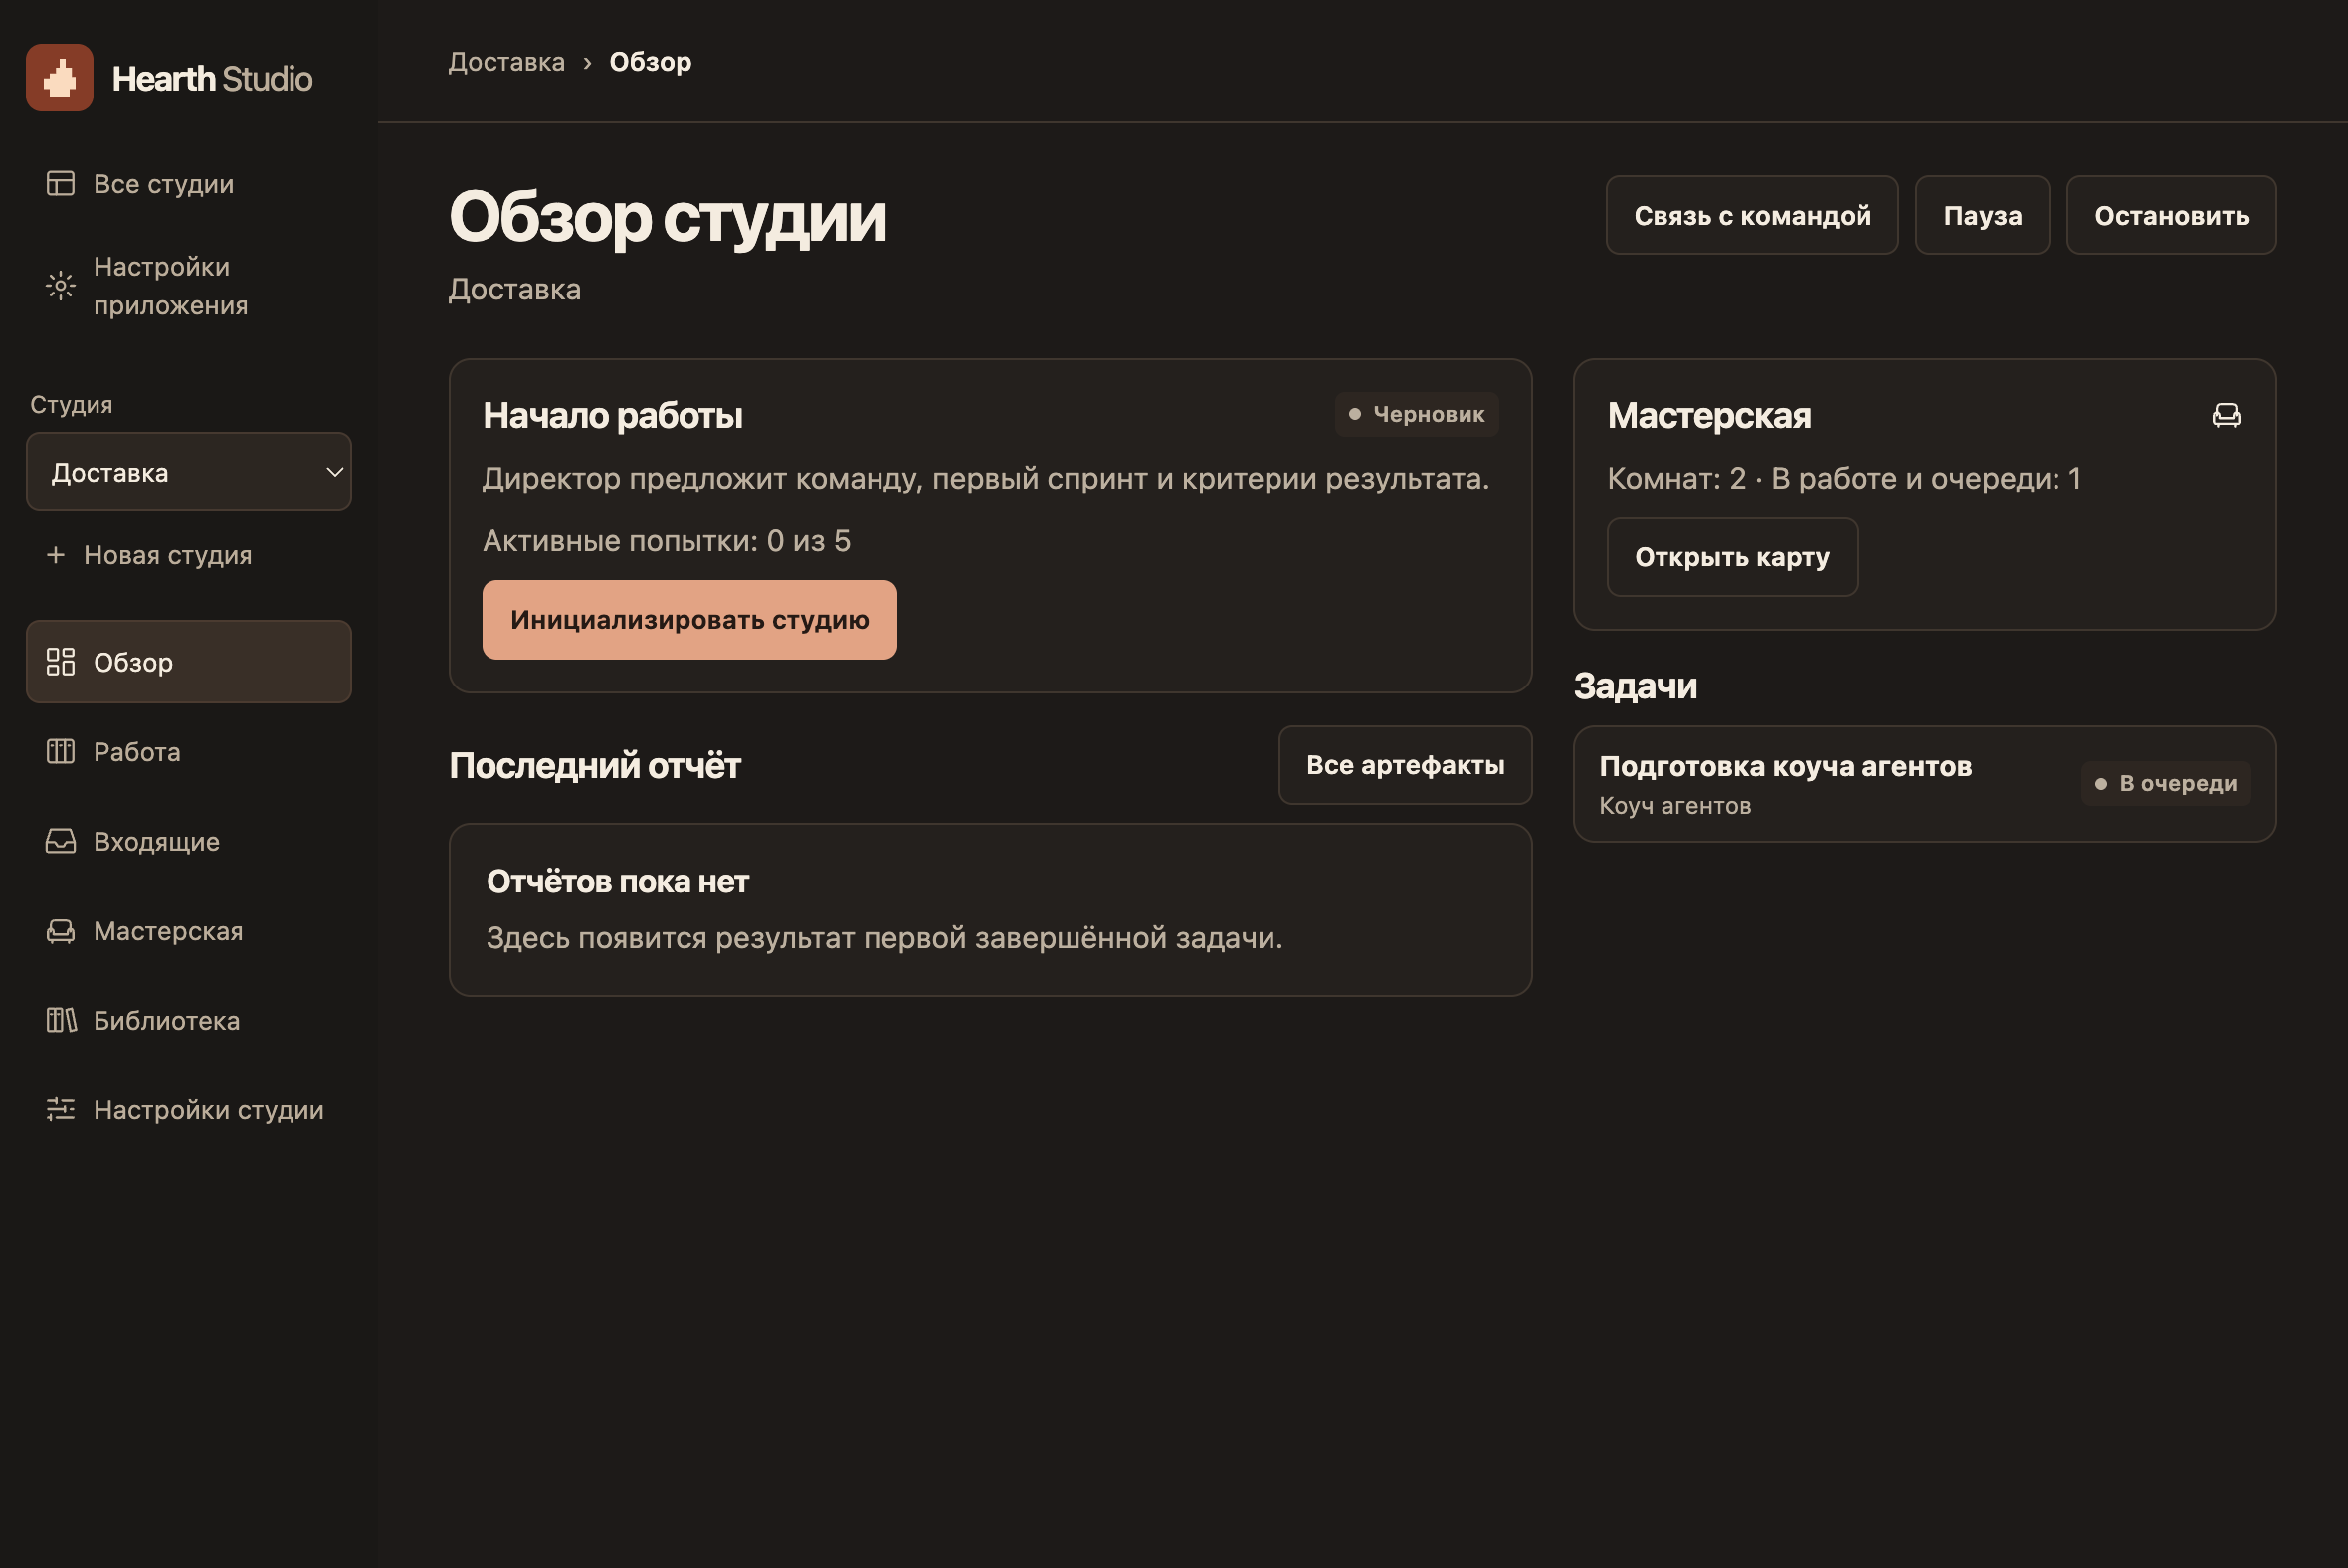 Hearth Studio
Все студии
Настройки
приложения
Студия
Доставка
+ Новая студия
Обзор
Работа
Входящие
Мастерская
Библиотека
Настройки студии
Доставка › Обзор
Обзор студии
Доставка
Связь с командой
Пауза
Остановить
Начало работы
Черновик
Директор предложит команду, первый спринт и критерии результата.
Активные попытки: 0 из 5
Инициализировать студию
Последний отчёт
Все артефакты
Отчётов пока нет
Здесь появится результат первой завершённой задачи.
Мастерская
Комнат: 2 · В работе и очереди: 1
Открыть карту
Задачи
Подготовка коуча агентов
Коуч агентов
В очереди